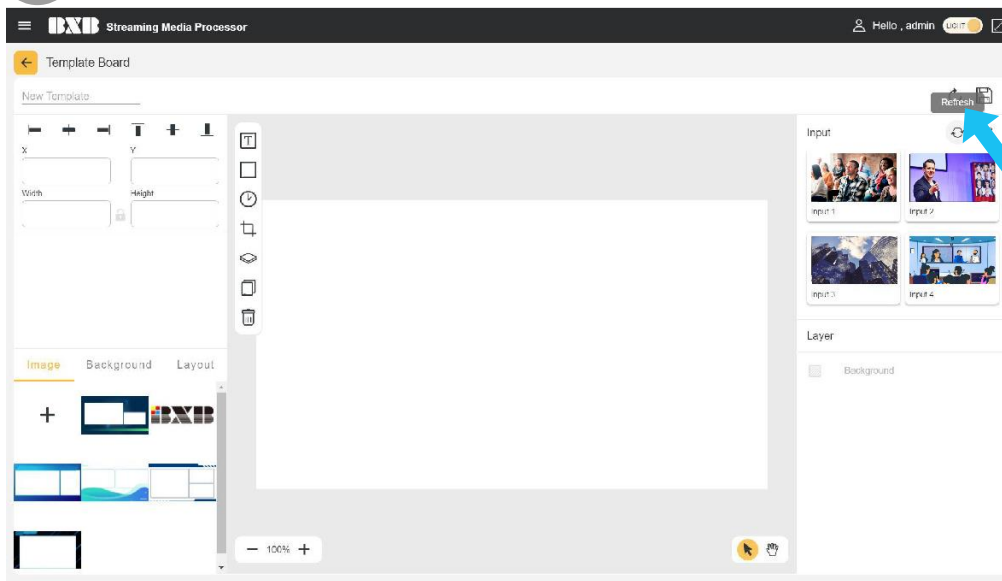 BXB Streaming Media Processor
Hello , admin
LIGHT
Template Board
New Template
Refresh
X
Y
Width
Height
T
Input
Input 1
Input 2
Input 3
Input 4
Layer
Background
Image Background Layout
+
BXB
— 100% +